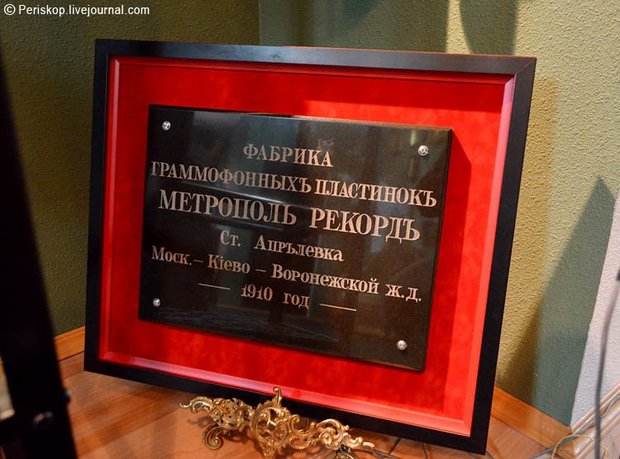 © Periskop.livejournal.com
ФАБРИКА
ГРАММОФОННЫХЪ ПЛАСТИНОКЪ
МЕТРОПОЛЬ РЕКОРДЪ
Ст. Апрѣлевка
Моск. – Кіево – Воронежской ж.д.
— 1910 год —